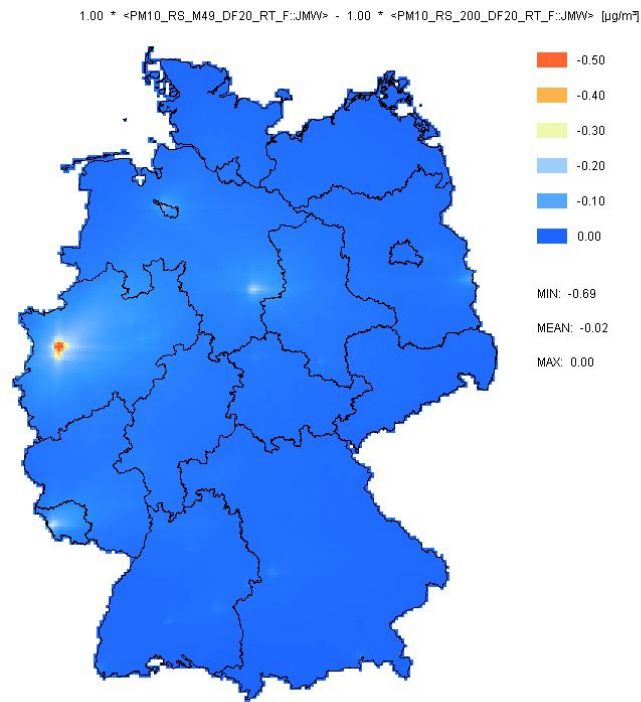 1.00 * <PM10_RS_M49_DF20_RT_F::JMW> - 1.00 * <PM10_RS_200_DF20_RT_F::JMW> [µg/m³]
-0.50
-0.40
-0.30
-0.20
-0.10
0.00
MIN: -0.69
MEAN: -0.02
MAX: 0.00